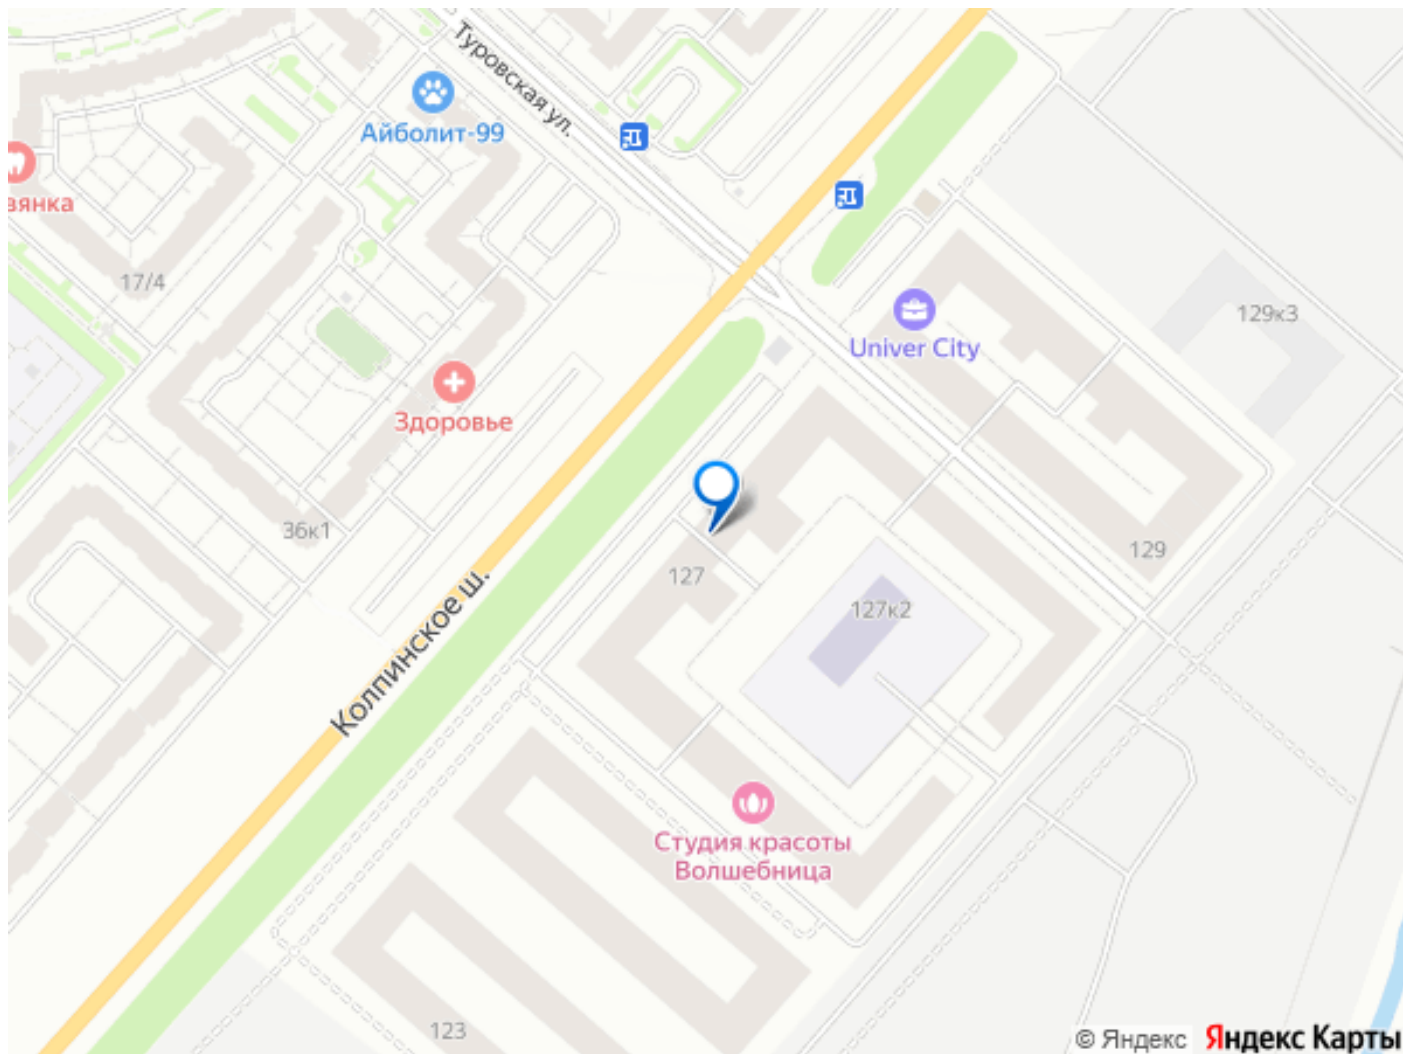 Туровская ул.
Айболит-99
вянка
17/4
129к3
Univer City
Здоровье
36к1
129
127
127к2
Колпинское ш.
Студия красоты
Волшебница
123
© Яндекс Яндекс Карты